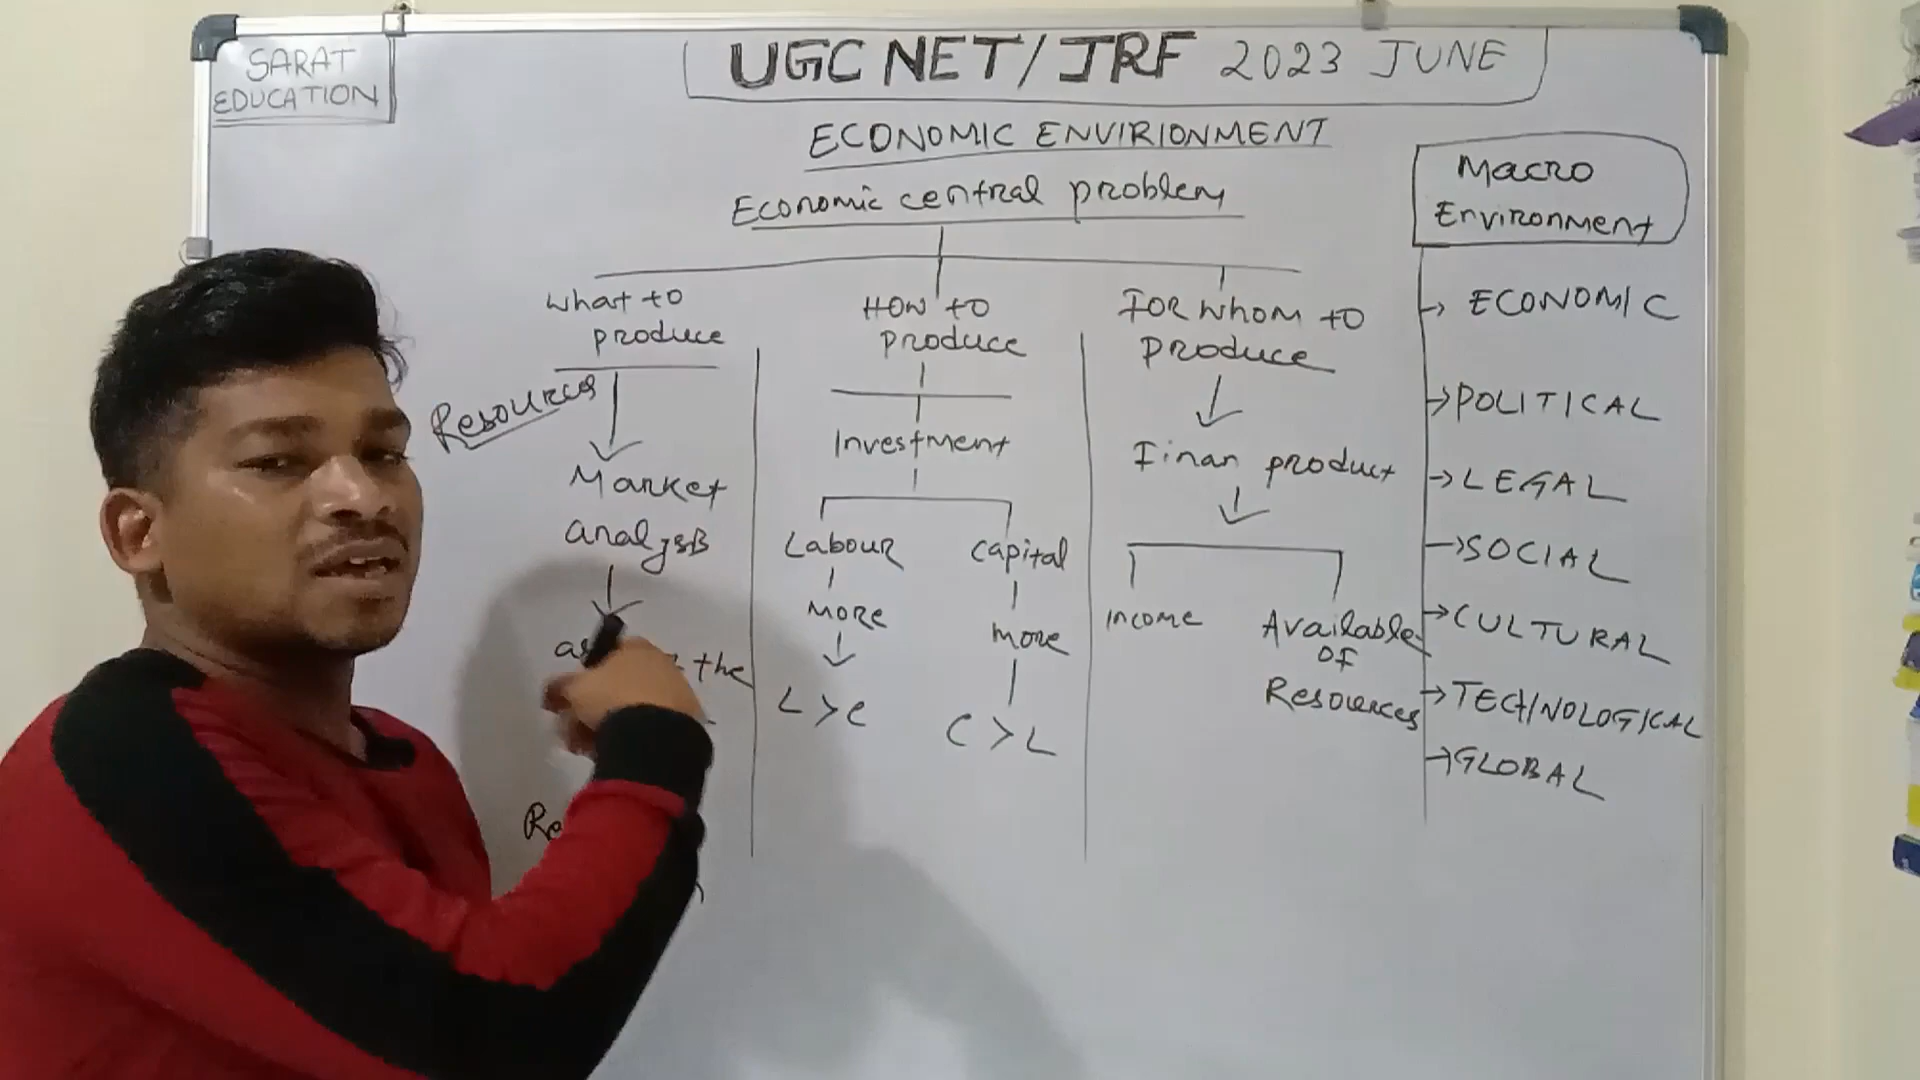 SARAT
EDUCATION
UGC NET/JRF 2023 JUNE
ECONOMIC ENVIRIONMENT
Economic central problem
what to
produce
Resources
Market
the
HOW to
produce
Investment
Labour
More
L > C
Capital
more
C > L
FOR whom to
produce
Finan product
Income
Available
OF
Resources
Macro
Environment
ECONOMIC
POLITICAL
LEGAL
SOCIAL
CULTURAL
TECHNOLOGICAL
GLOBAL